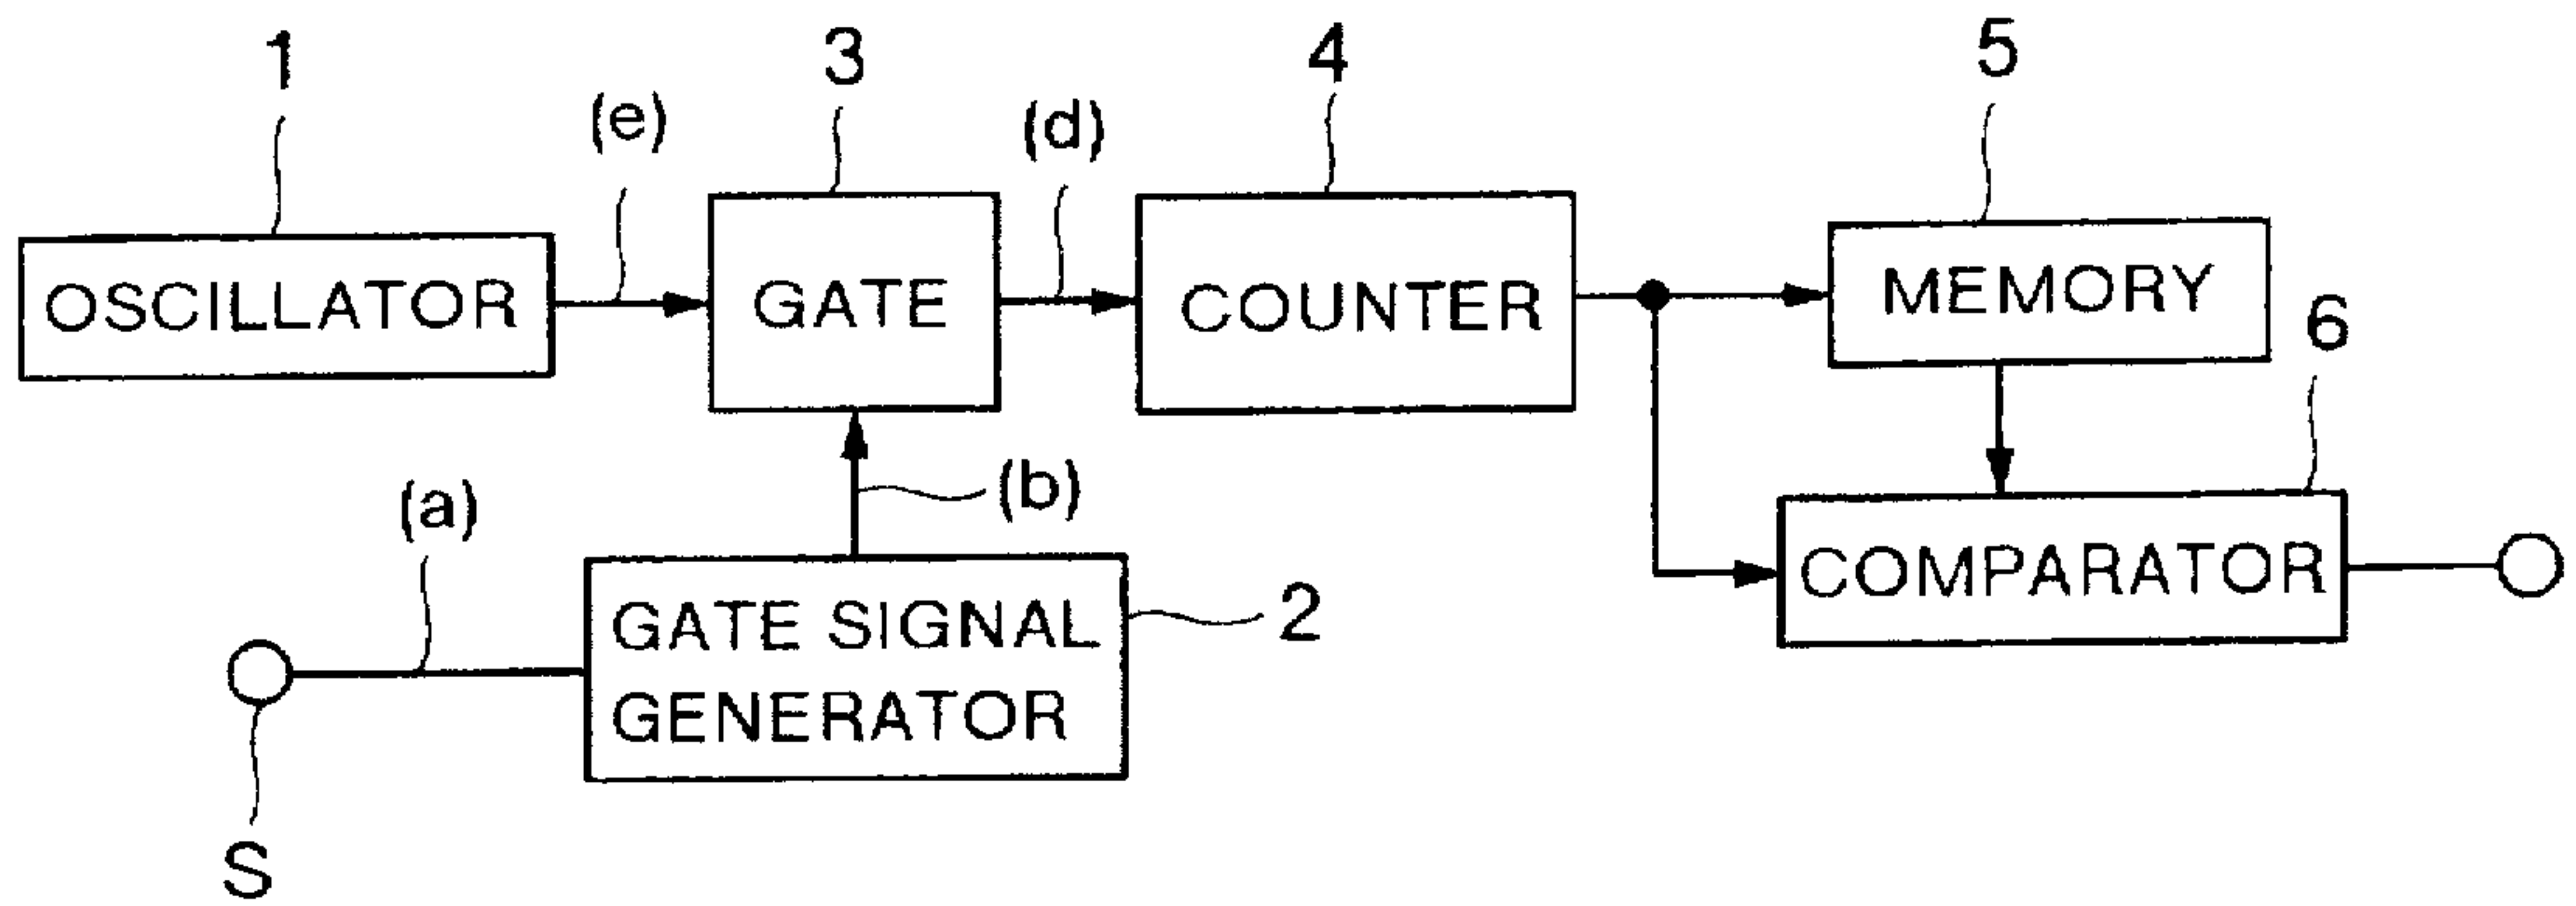 1
3
4
5
(e)
(d)
OSCILLATOR
GATE
COUNTER
MEMORY
6
(a)
(b)
GATE SIGNAL
GENERATOR
2
COMPARATOR
S